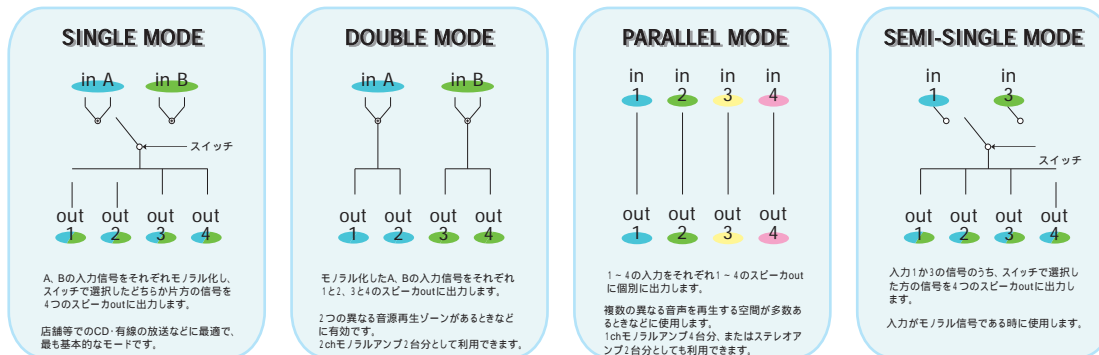 SINGLE MODE
in A in B
スイッチ
out out out out
1 2 3 4
A、Bの入力信号をそれぞれモノラル化し、
スイッチで選択したどちらか片方の信号を
4つのスピーカoutに出力します。
店舗等でのCD・有線の放送などに最適で、
最も基本的なモードです。
DOUBLE MODE
in A in B
out out out out
1 2 3 4
モノラル化したA、Bの入力信号をそれぞれ
1と2、3と4のスピーカoutに出力します。
2つの異なる音源再生ゾーンがあるときなど
に有効です。
2chモノラルアンプ2台分として利用できます。
PARALLEL MODE
in in in in
1 2 3 4
out out out out
1 2 3 4
1~4の入力をそれぞれ1~4のスピーカout
に個別に出力します。
複数の異なる音声を再生する空間が多数あ
るときなどに使用します。
1chモノラルアンプ4台分、またはステレオア
ンプ2台分としても利用できます。
SEMI-SINGLE MODE
in in
1 3
スイッチ
out out out out
1 2 3 4
入力1か3の信号のうち、スイッチで選択し
た方の信号を4つのスピーカoutに出力しま
す。
入力がモノラル信号である時に使用します。